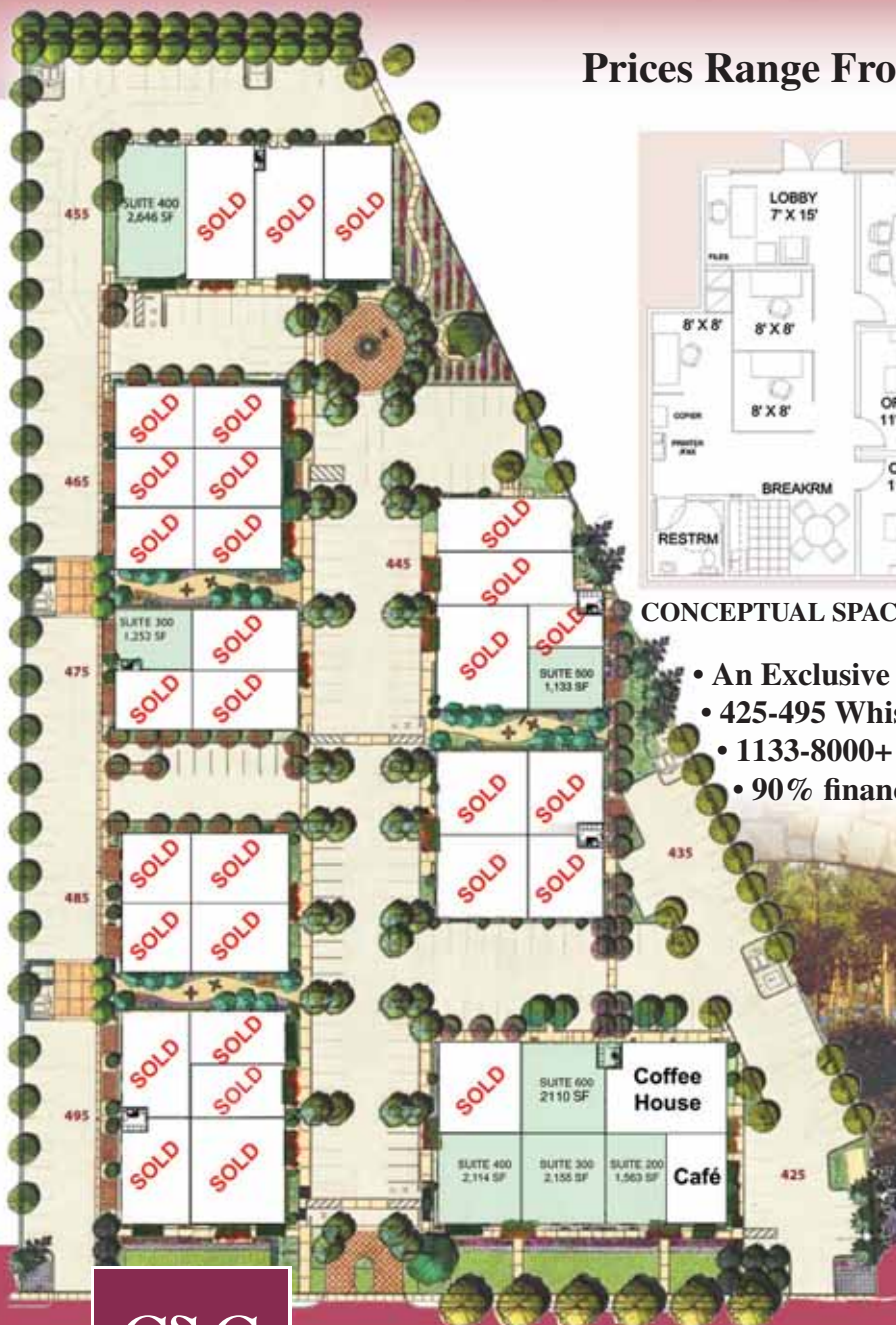 Prices Range Fro
LOBBY
7' X 15'
FILES
8' X 8'
8' X 8'
8' X 8'
COPIER
PRINTER
/FAX
BREAKRM
RESTRM
OF
11'
O
1
CONCEPTUAL SPAC
• An Exclusive
• 425-495 Whis
• 1133-8000+
• 90% financ
455
SUITE 400
2,646 SF
SOLD
SOLD
SOLD
465
SOLD
SOLD
SOLD
SOLD
SOLD
SOLD
475
SUITE 300
1,252 SF
SOLD
SOLD
SOLD
445
SOLD
SOLD
SOLD
SOLD
SUITE 500
1,133 SF
485
SOLD
SOLD
SOLD
SOLD
435
SOLD
SOLD
SOLD
SOLD
495
SOLD
SOLD
SOLD
SOLD
SOLD
425
SOLD
SUITE 600
2110 SF
Coffee
House
SUITE 400
2,114 SF
SUITE 300
2,155 SF
SUITE 200
1,563 SF
Café